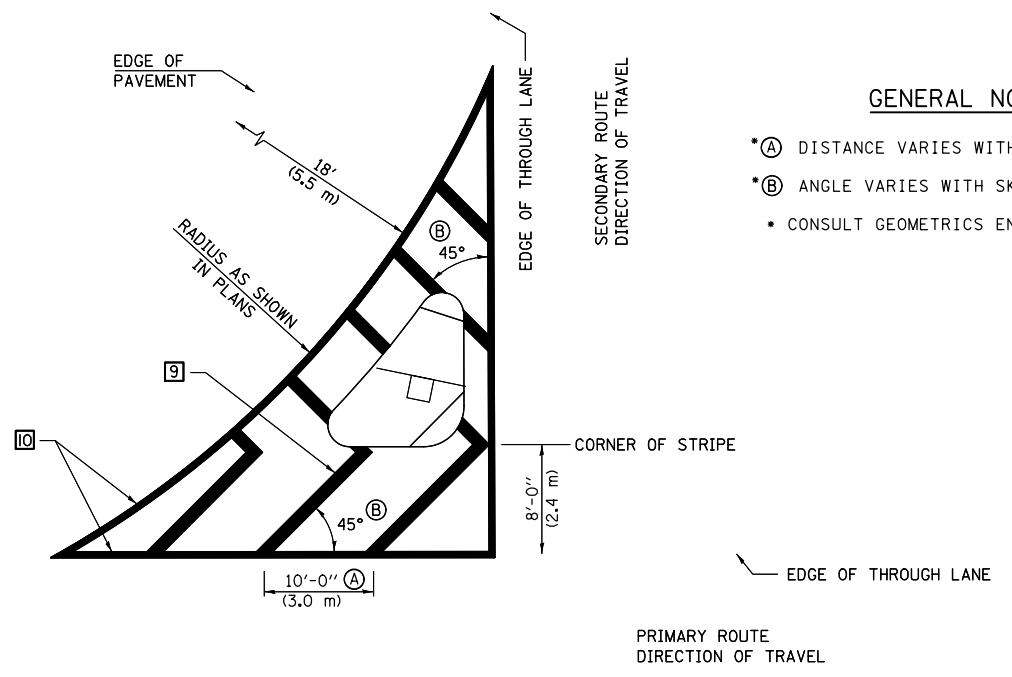 EDGE OF
PAVEMENT
18'
(5.5 m)
RADIUS AS SHOWN
IN PLANS
9
10
B
45°
EDGE OF THROUGH LANE
SECONDARY ROUTE
DIRECTION OF TRAVEL
GENERAL NO
*A DISTANCE VARIES WITH
*B ANGLE VARIES WITH SK
* CONSULT GEOMETRICS EN
CORNER OF STRIPE
8'-0"
(2.4 m)
45° B
10'-0" A
(3.0 m)
EDGE OF THROUGH LANE
PRIMARY ROUTE
DIRECTION OF TRAVEL